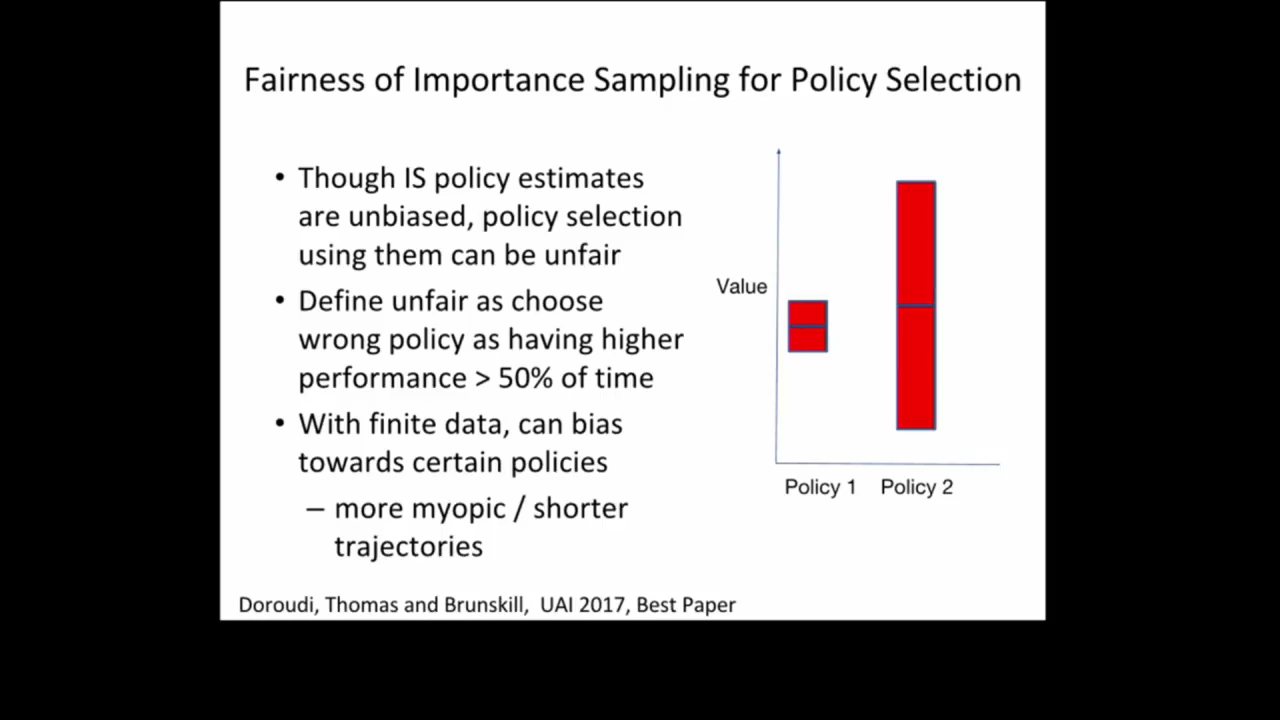 Fairness of Importance Sampling for Policy Selection
• Though IS policy estimates
are unbiased, policy selection
using them can be unfair
• Define unfair as choose
wrong policy as having higher
performance > 50% of time
• With finite data, can bias
towards certain policies
– more myopic / shorter
trajectories
Value
Policy 1
Policy 2
Doroudi, Thomas and Brunskill, UAI 2017, Best Paper